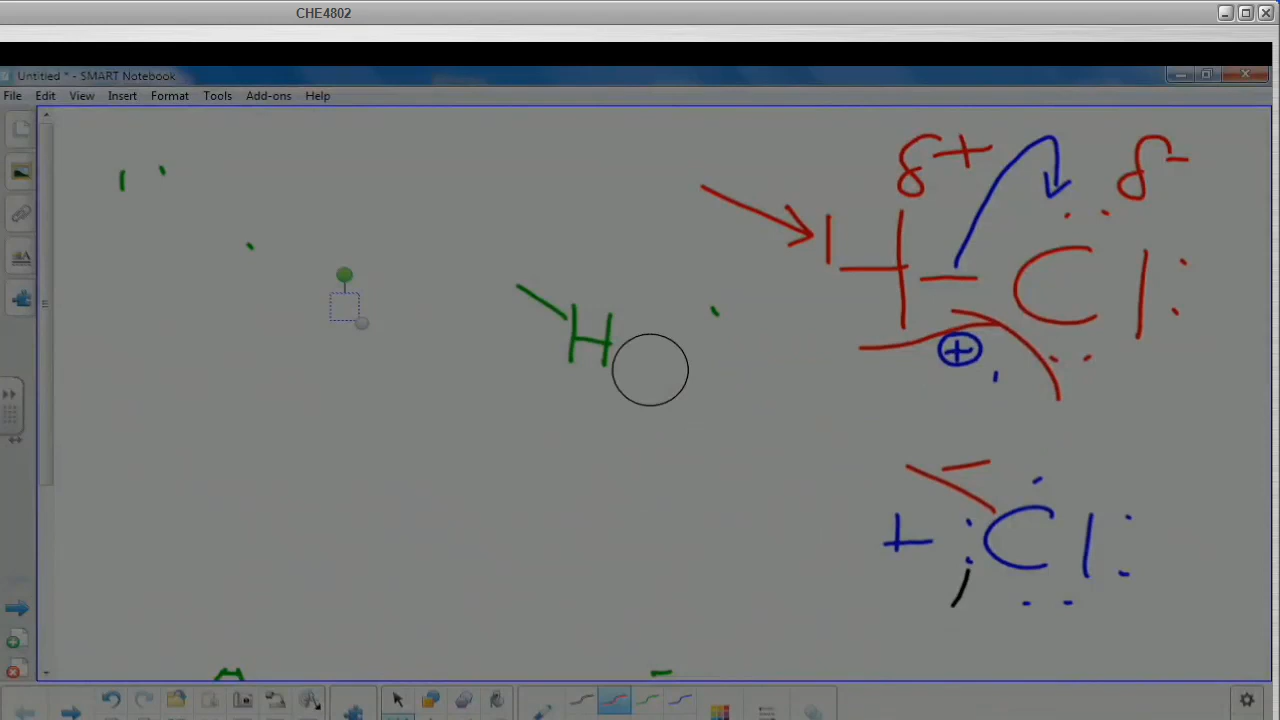 CHE4802
Untitled * - SMART Notebook
File Edit View Insert Format Tools Add-ons Help
δ+ δ-
H - Cl
H
+
+ Cl